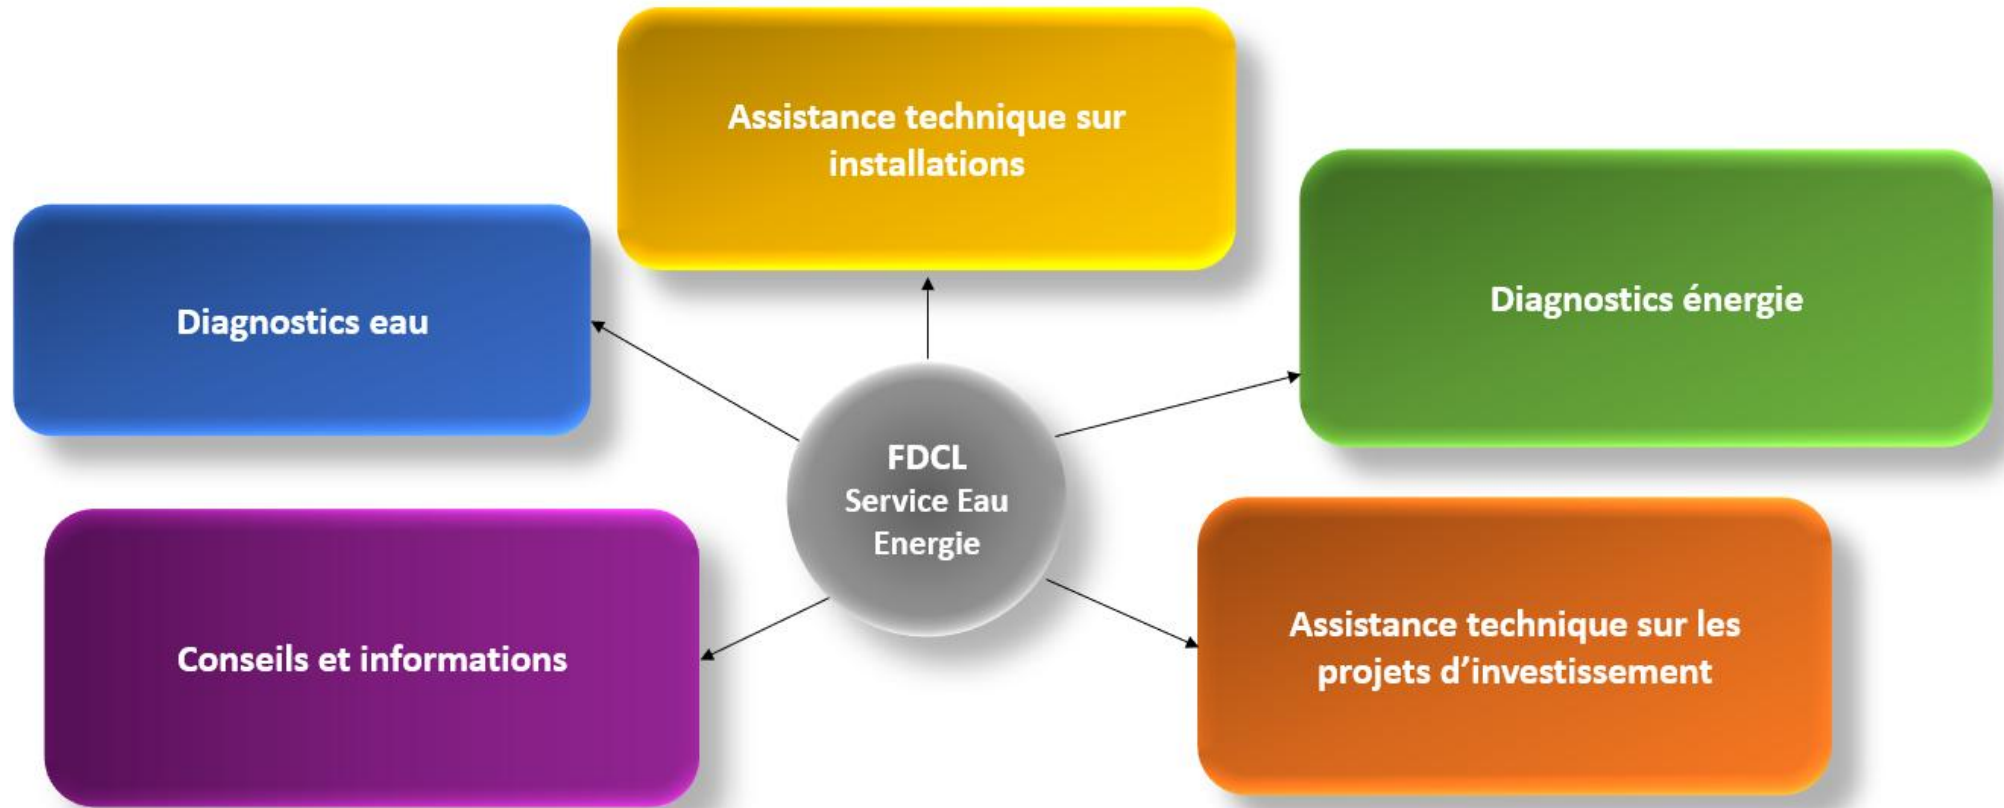 Assistance technique sur
installations
Diagnostics eau
Diagnostics énergie
FDCL
Service Eau
Energie
Conseils et informations
Assistance technique sur les
projets d’investissement